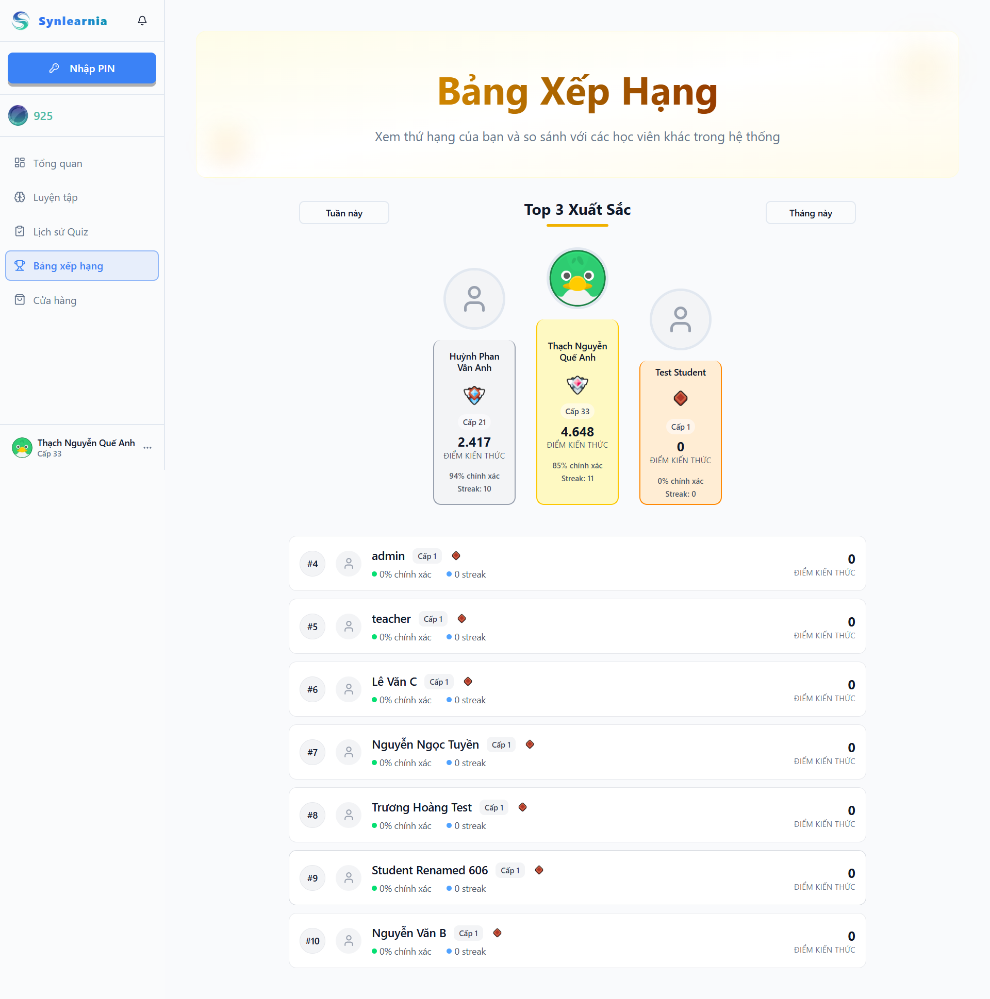 Synlearnia
Nhập PIN
925
Tổng quan
Luyện tập
Lịch sử Quiz
Bảng xếp hạng
Cửa hàng
Thạch Nguyễn Quế Anh
Cấp 33
Bảng Xếp Hạng
Xem thứ hạng của bạn và so sánh với các học viên khác trong hệ thống
Tuần này
Top 3 Xuất Sắc
Tháng này
Huỳnh Phan
Vân Anh
Cấp 21
2.417
ĐIỂM KIẾN THỨC
94% chính xác
Streak: 10
Thạch Nguyễn
Quế Anh
Cấp 33
4.648
ĐIỂM KIẾN THỨC
85% chính xác
Streak: 11
Test Student
Cấp 1
0
ĐIỂM KIẾN THỨC
0% chính xác
Streak: 0
#4
admin Cấp 1
0% chính xác 0 streak
0
ĐIỂM KIẾN THỨC
#5
teacher Cấp 1
0% chính xác 0 streak
0
ĐIỂM KIẾN THỨC
#6
Lê Văn C Cấp 1
0% chính xác 0 streak
0
ĐIỂM KIẾN THỨC
#7
Nguyễn Ngọc Tuyền Cấp 1
0% chính xác 0 streak
0
ĐIỂM KIẾN THỨC
#8
Trương Hoàng Test Cấp 1
0% chính xác 0 streak
0
ĐIỂM KIẾN THỨC
#9
Student Renamed 606 Cấp 1
0% chính xác 0 streak
0
ĐIỂM KIẾN THỨC
#10
Nguyễn Văn B Cấp 1
0% chính xác 0 streak
0
ĐIỂM KIẾN THỨC